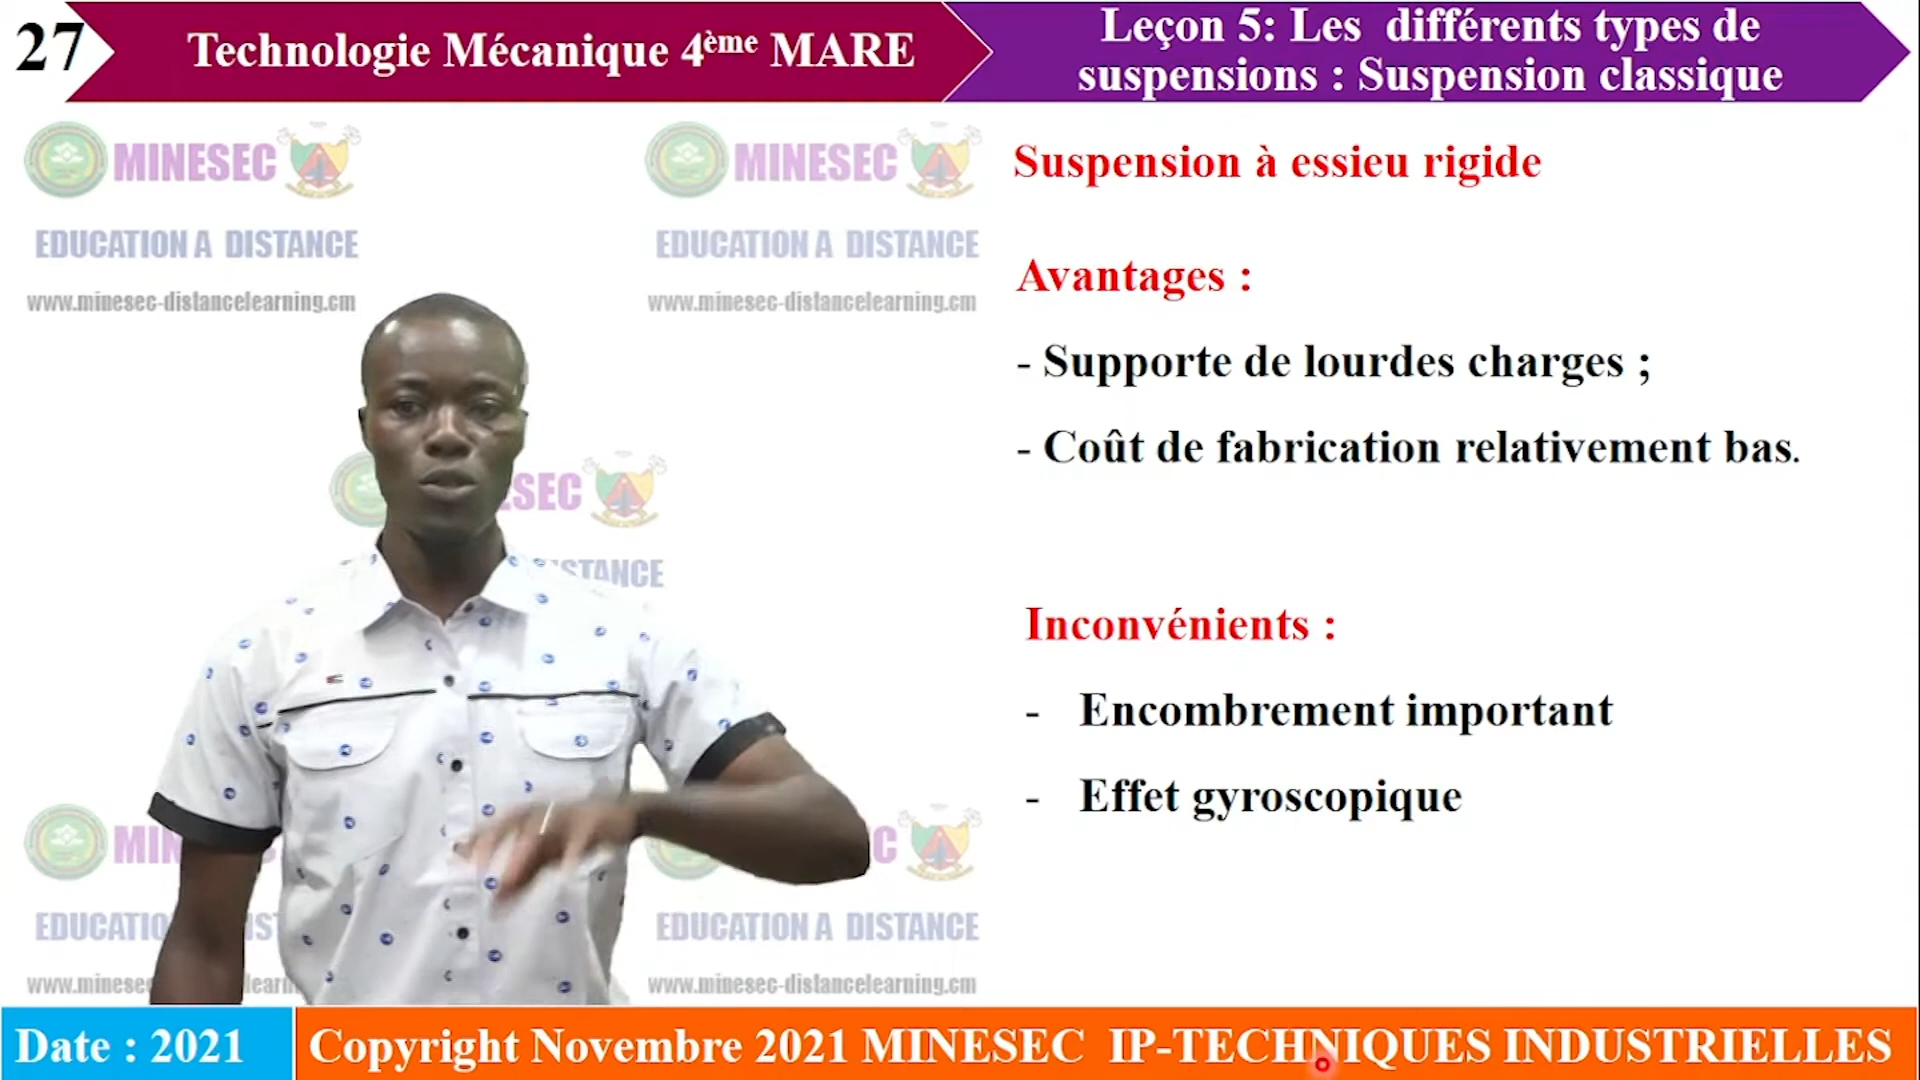 27
Technologie Mécanique 4ème MARE
Leçon 5: Les différents types de
suspensions : Suspension classique
MINESEC
EDUCATION A DISTANCE
www.minesec-distancelearning.cm
MINESEC
EDUCATION A DISTANCE
www.minesec-distancelearning.cm
Suspension à essieu rigide
Avantages :
- Supporte de lourdes charges ;
- Coût de fabrication relativement bas.
Inconvénients :
- Encombrement important
- Effet gyroscopique
EDUCATION A DISTANCE
www.minesec-distancelearning.cm
Date : 2021
Copyright Novembre 2021 MINESEC IP-TECHNIQUES INDUSTRIELLES